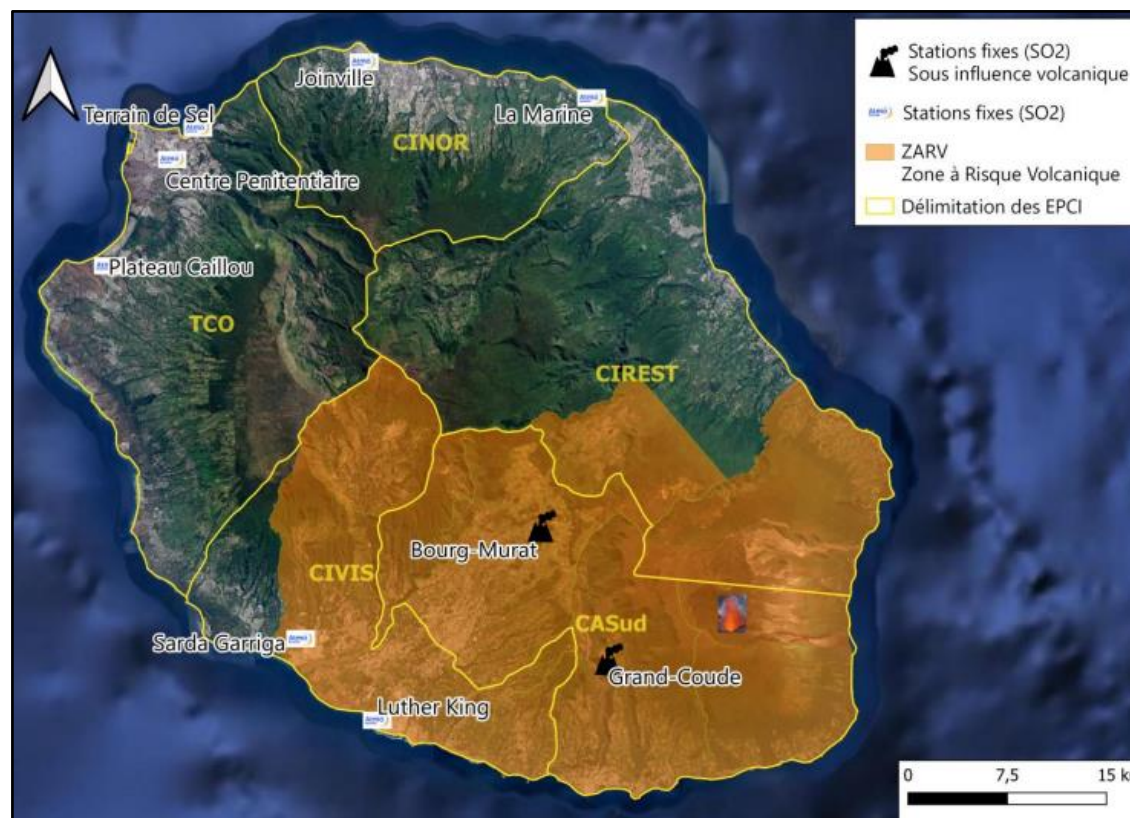 Joinville
La Marine
Terrain de Sel
CINOR
Centre Penitentiaire
Plateau Caillou
TCO
CIREST
Bourg-Murat
CIVIS
CASud
Sarda Garriga
Grand-Coude
Luther King
Stations fixes (SO2)
Sous influence volcanique
Stations fixes (SO2)
ZARV
Zone à Risque Volcanique
Délimitation des EPCI
0 7,5 15 k